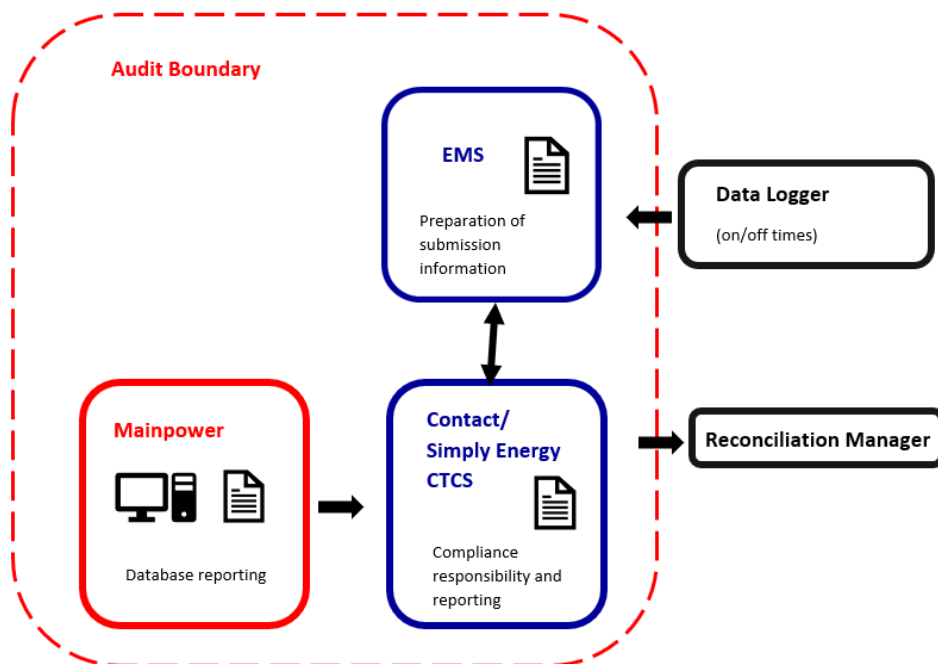 Audit Boundary
EMS
Preparation of
submission
information
Data Logger
(on/off times)
Mainpower
Database reporting
Contact/
Simply Energy
CTCS
Compliance
responsibility and
reporting
Reconciliation Manager